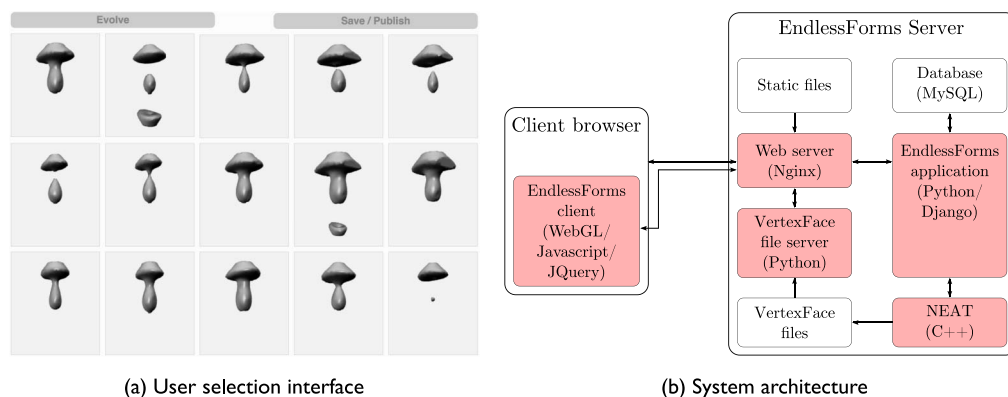 Evolve
Save / Publish
(a) User selection interface
EndlessForms Server
Static files
Database
(MySQL)
Client browser
Web server
(Nginx)
EndlessForms
application
(Python/
Django)
EndlessForms
client
(WebGL/
Javascript/
JQuery)
VertexFace
file server
(Python)
VertexFace
files
NEAT
(C++)
(b) System architecture